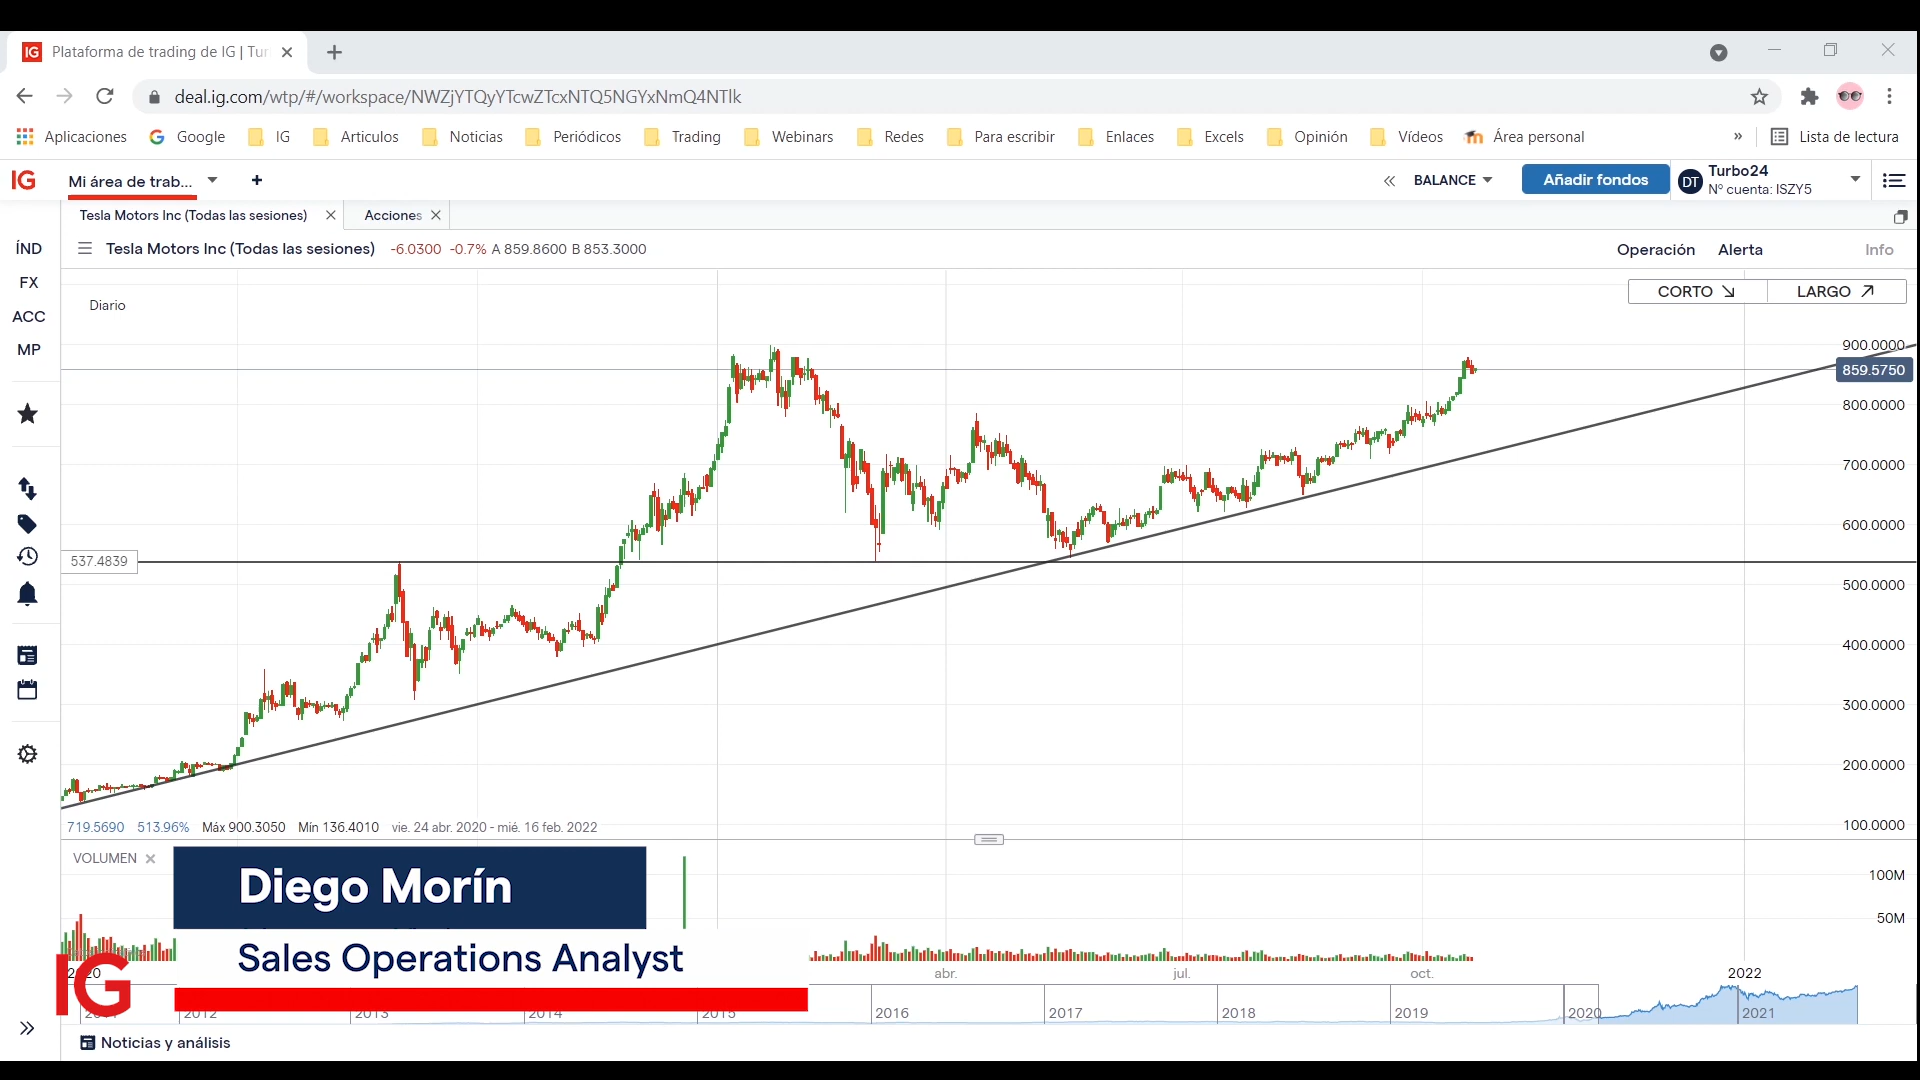 IG Plataforma de trading de IG | Tur
deal.ig.com/wtp/#/workspace/NWZjYTQyYTcwZTcxNTQ5NGYxNmQ4NTlk
Aplicaciones Google IG Articulos Noticias Periódicos Trading Webinars Redes Para escribir Enlaces Excels Opinión Vídeos Área personal » Lista de lectura
IG Mi área de trab... + BALANCE Añadir fondos DT Turbo24
Nº cuenta: ISZY5
Tesla Motors Inc (Todas las sesiones) Acciones
Tesla Motors Inc (Todas las sesiones) -6.0300 -0.7% A 859.8600 B 853.3000 Operación Alerta Info
ÍND
FX
ACC
MP
Diario
CORTO LARGO
900.0000
859.5750
800.0000
700.0000
600.0000
537.4839
500.0000
400.0000
300.0000
200.0000
100.0000
719.5690 513.96% Máx 900.3050 Mín 136.4010 vie. 24 abr. 2020 - mié. 16 feb. 2022
VOLUMEN
100M
50M
Diego Morín
Sales Operations Analyst
IG
abr. jul. oct. 2022
2012 2013 2014 2015 2016 2017 2018 2019 2020 2021
Noticias y análisis